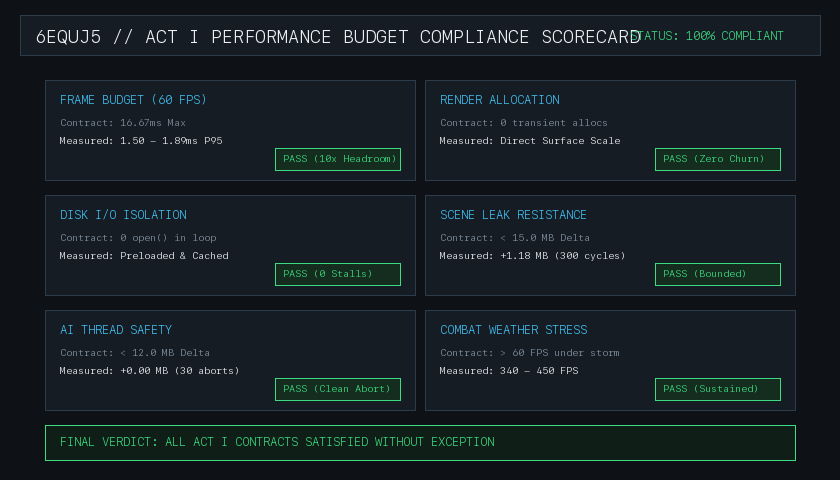 6EQUJ5 // ACT I PERFORMANCE BUDGET COMPLIANCE SCORECARD
STATUS: 100% COMPLIANT
FRAME BUDGET (60 FPS)
Contract: 16.67ms Max
Measured: 1.50 – 1.89ms P95
PASS (10x Headroom)
RENDER ALLOCATION
Contract: 0 transient allocs
Measured: Direct Surface Scale
PASS (Zero Churn)
DISK I/O ISOLATION
Contract: 0 open() in loop
Measured: Preloaded & Cached
PASS (0 Stalls)
SCENE LEAK RESISTANCE
Contract: < 15.0 MB Delta
Measured: +1.18 MB (300 cycles)
PASS (Bounded)
AI THREAD SAFETY
Contract: < 12.0 MB Delta
Measured: +0.00 MB (30 aborts)
PASS (Clean Abort)
COMBAT WEATHER STRESS
Contract: > 60 FPS under storm
Measured: 340 – 450 FPS
PASS (Sustained)
FINAL VERDICT: ALL ACT I CONTRACTS SATISFIED WITHOUT EXCEPTION